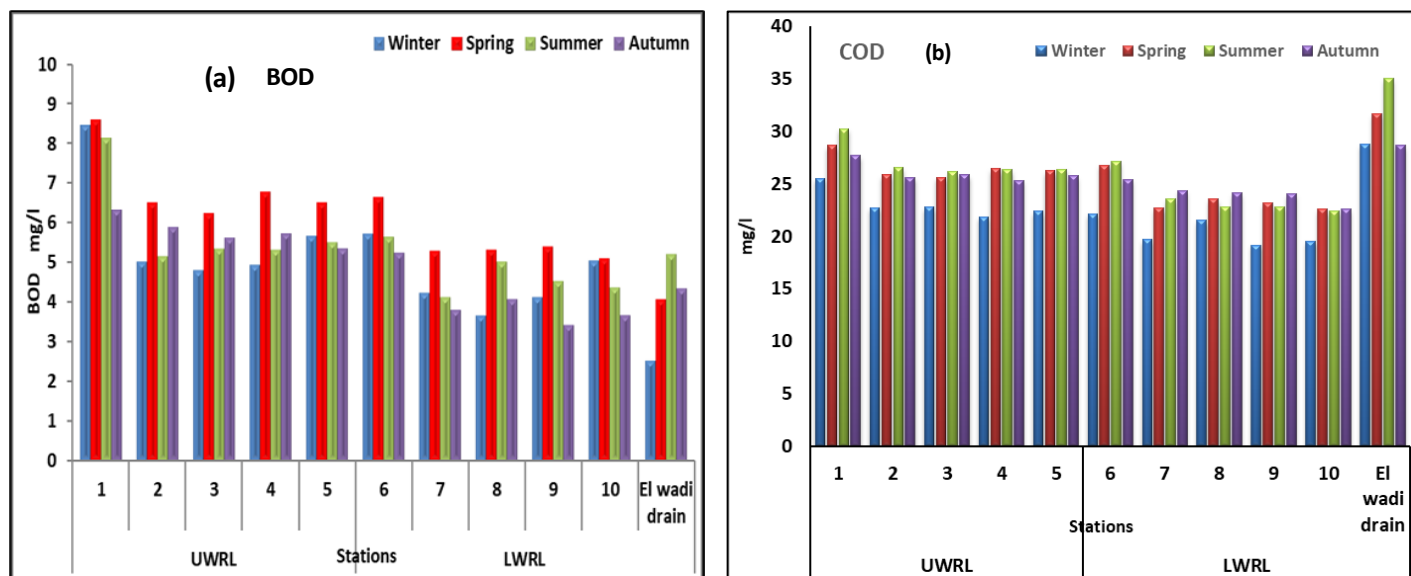 Winter Spring Summer Autumn
(a) BOD
10
9
8
7
6
5
4
3
2
1
0
BOD mg/l
1 2 3 4 5 6 7 8 9 10 El wadi
drain
Stations
UWRL LWRL
COD (b)
Winter Spring Summer Autumn
40
35
30
25
20
15
10
5
0
mg/l
1 2 3 4 5 6 7 8 9 10 El
wadi
drain
Stations
UWRL LWRL